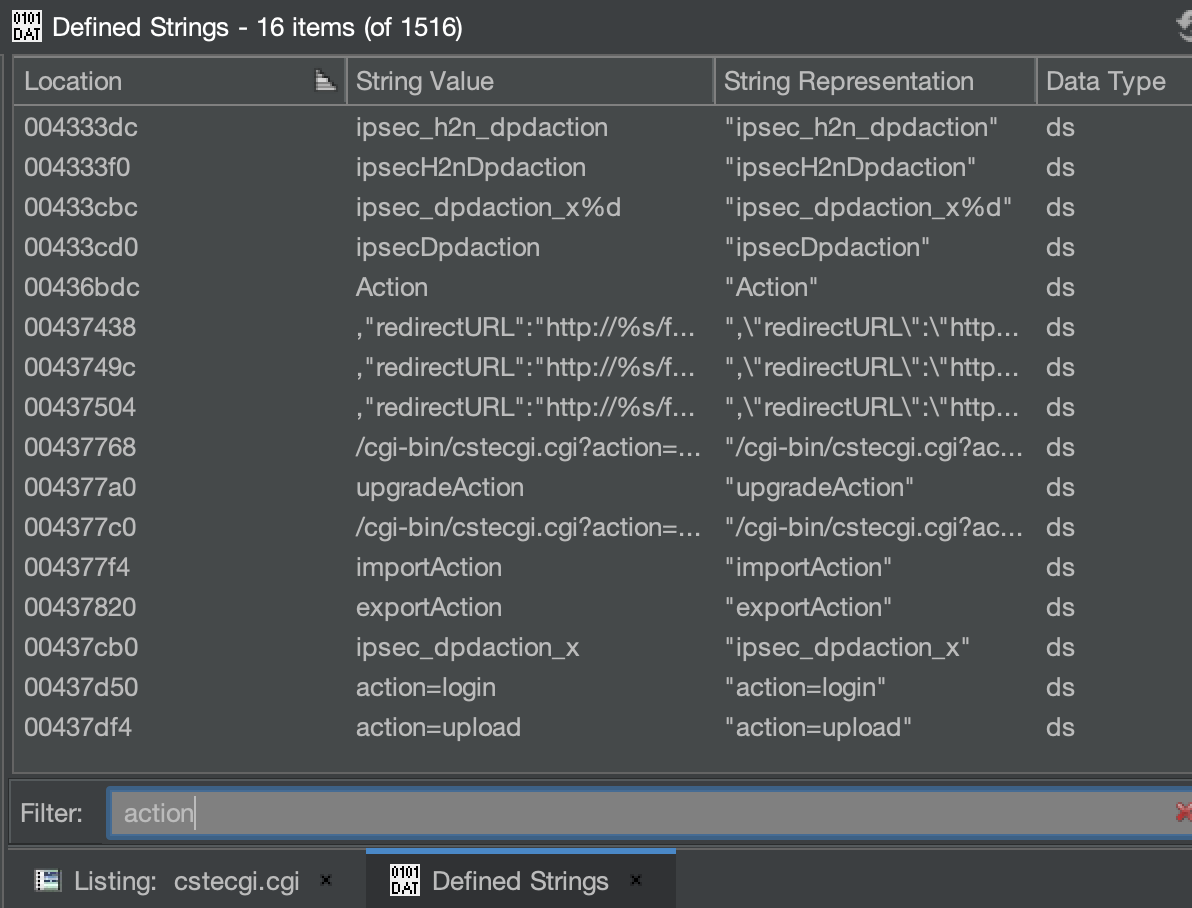 0101 DAT Defined Strings - 16 items (of 1516)
Location String Value String Representation Data Type
004333dc ipsec_h2n_dpdaction "ipsec_h2n_dpdaction" ds
004333f0 ipsecH2nDpdaction "ipsecH2nDpdaction" ds
00433cbc ipsec_dpdaction_x%d "ipsec_dpdaction_x%d" ds
00433cd0 ipsecDpdaction "ipsecDpdaction" ds
00436bdc Action "Action" ds
00437438 ,"redirectURL":"http://%s/f... ",\"redirectURL\":\"http... ds
0043749c ,"redirectURL":"http://%s/f... ",\"redirectURL\":\"http... ds
00437504 ,"redirectURL":"http://%s/f... ",\"redirectURL\":\"http... ds
00437768 /cgi-bin/cstecgi.cgi?action=... "/cgi-bin/cstecgi.cgi?ac... ds
004377a0 upgradeAction "upgradeAction" ds
004377c0 /cgi-bin/cstecgi.cgi?action=... "/cgi-bin/cstecgi.cgi?ac... ds
004377f4 importAction "importAction" ds
00437820 exportAction "exportAction" ds
00437cb0 ipsec_dpdaction_x "ipsec_dpdaction_x" ds
00437d50 action=login "action=login" ds
00437df4 action=upload "action=upload" ds
Filter: action
Listing: cstecgi.cgi × 0101 DAT Defined Strings ×